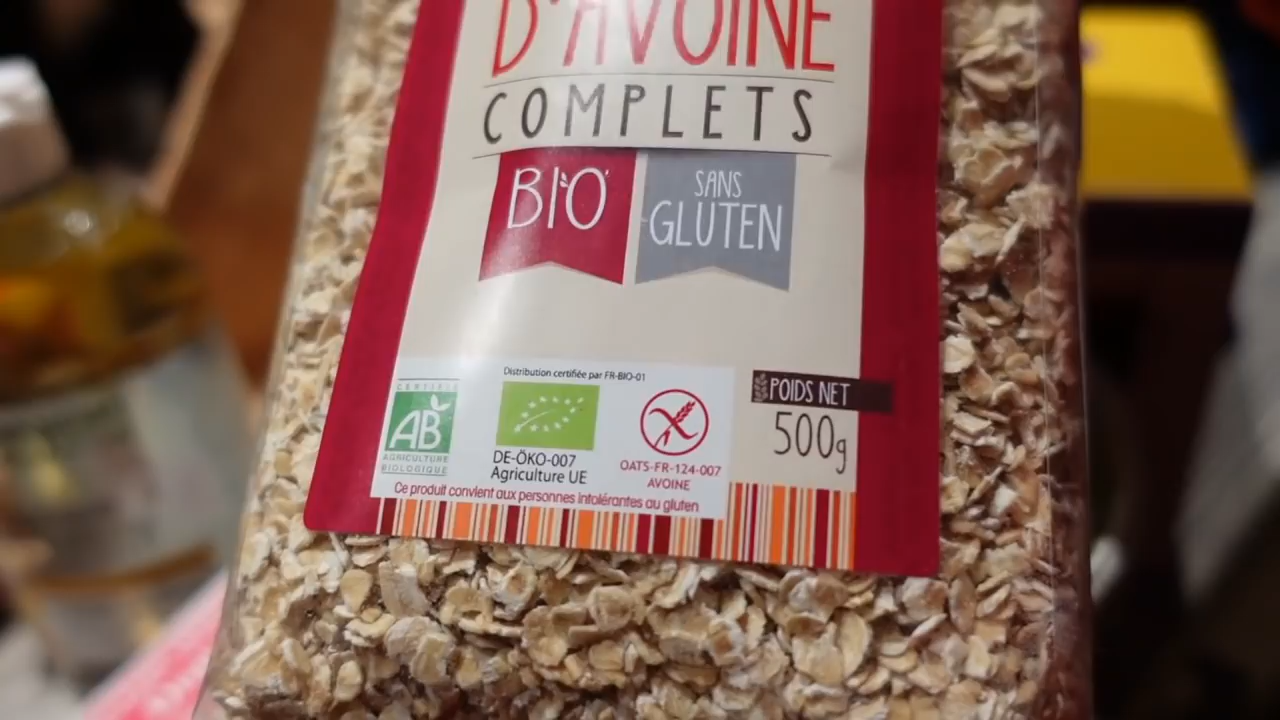 D'AVOINE
COMPLETS
BIO
SANS
GLUTEN
Distribution certifiée par FR-BIO-01
CERTIFIÉ
AB
AGRICULTURE
BIOLOGIQUE
DE-ÖKO-007
Agriculture UE
OATS-FR-124-007
AVOINE
POIDS NET
500g
Ce produit convient aux personnes intolérantes au gluten